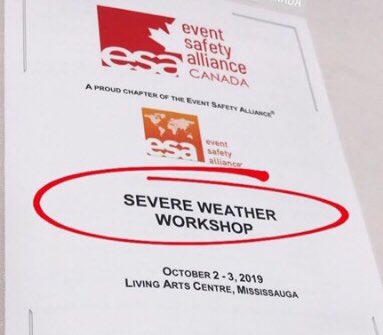 CANADA
event
safety
alliance
esa
CANADA
A PROUD CHAPTER OF THE EVENT SAFETY ALLIANCE®
esa
event
safety
alliance®
SEVERE WEATHER
WORKSHOP
OCTOBER 2 - 3, 2019
LIVING ARTS CENTRE, MISSISSAUGA